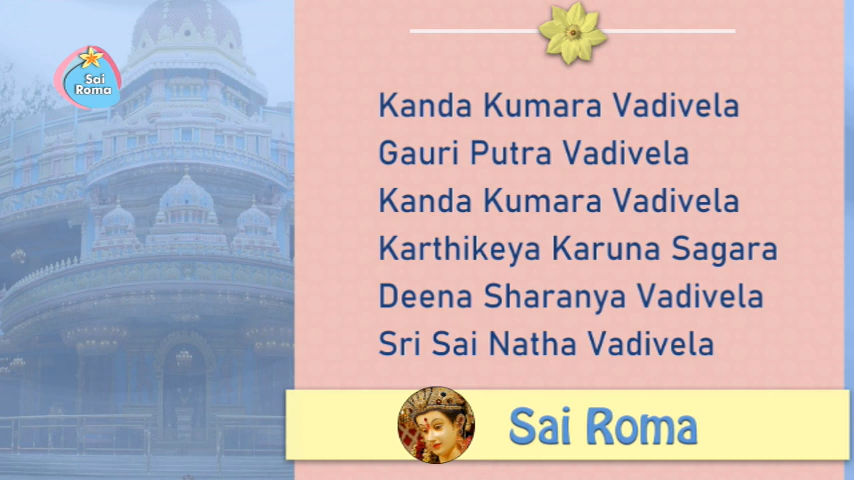 Sai
Roma
Kanda Kumara Vadivela
Gauri Putra Vadivela
Kanda Kumara Vadivela
Karthikeya Karuna Sagara
Deena Sharanya Vadivela
Sri Sai Natha Vadivela
Sai Roma